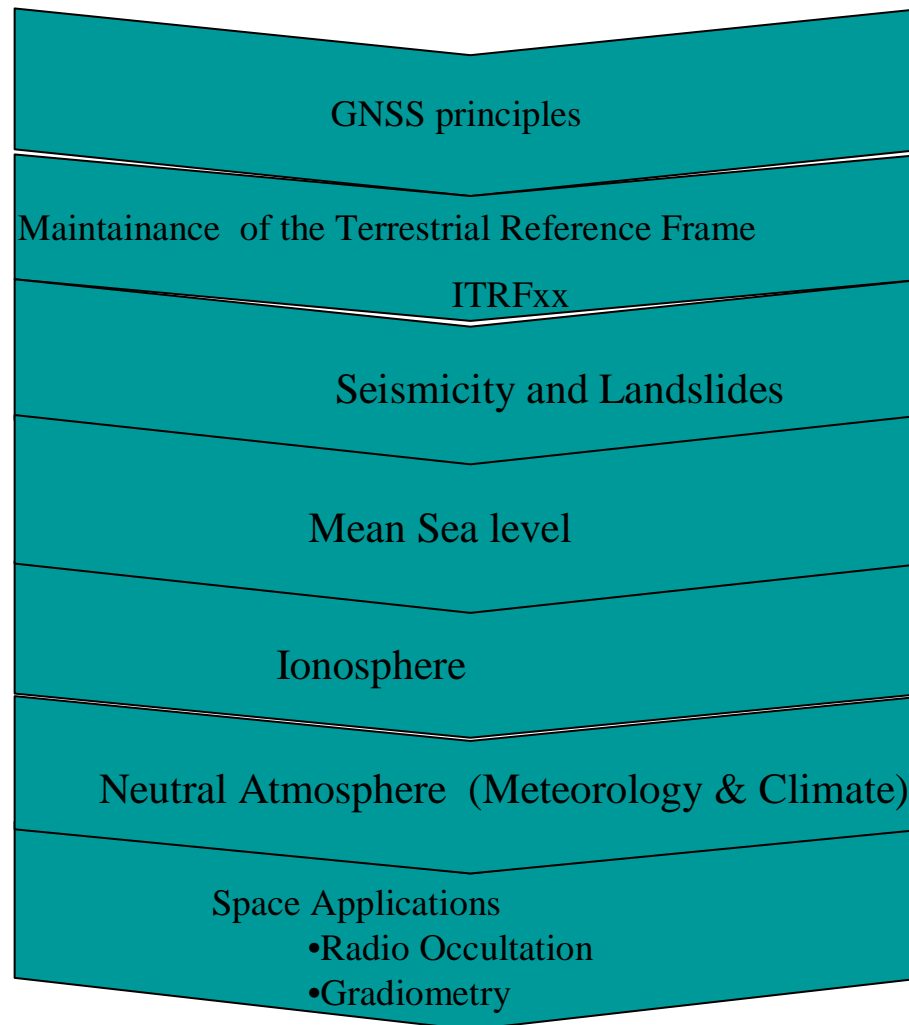 GNSS principles
Maintainance of the Terrestrial Reference Frame
ITRFxx
Seismicity and Landslides
Mean Sea level
Ionosphere
Neutral Atmosphere (Meteorology & Climate)
Space Applications
•Radio Occultation
•Gradiometry